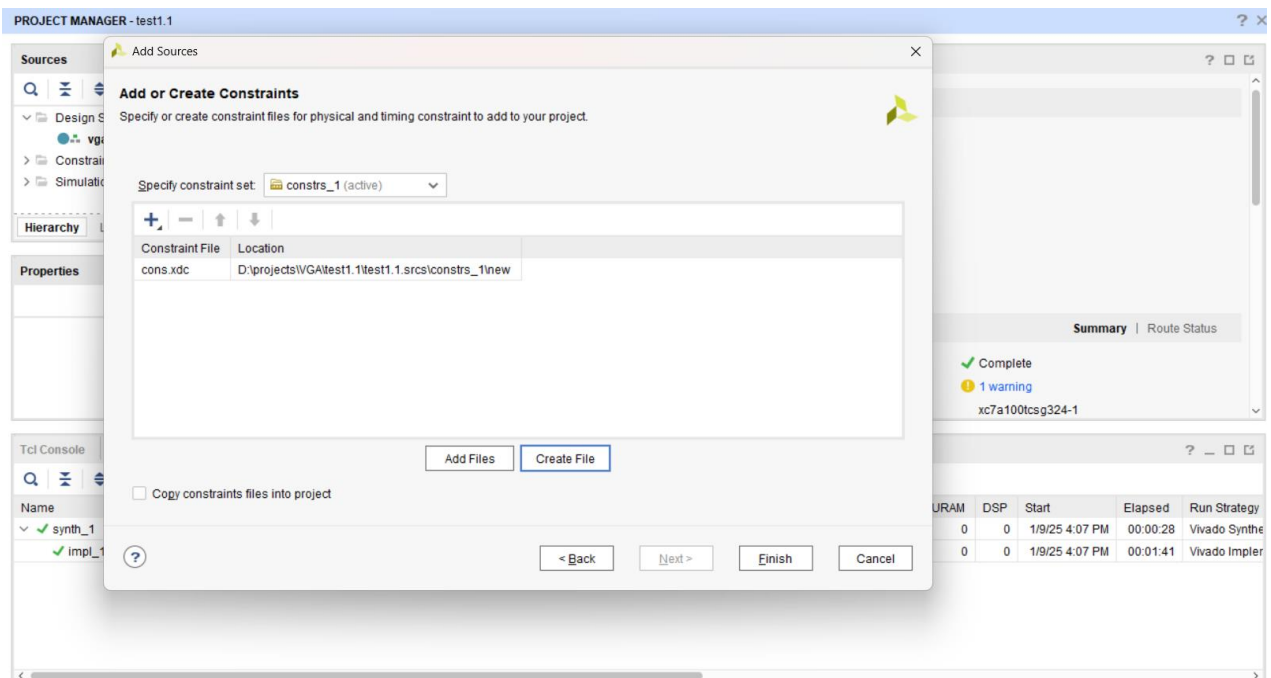 PROJECT MANAGER - test1.1
Sources
Design S
vga
Constrai
Simulatio
Hierarchy
Properties
Add Sources
Add or Create Constraints
Specify or create constraint files for physical and timing constraint to add to your project.
Specify constraint set: constrs_1 (active)
Constraint File Location
cons.xdc D:\projects\VGA\test1.1\test1.1.srcs\constrs_1\new
Add Files Create File
Copy constraints files into project
< Back Next > Finish Cancel
Summary | Route Status
Complete
1 warning
xc7a100tcsg324-1
Tcl Console
Name URAM DSP Start Elapsed Run Strategy
synth_1 0 0 1/9/25 4:07 PM 00:00:28 Vivado Synthe
impl_1 0 0 1/9/25 4:07 PM 00:01:41 Vivado Implem